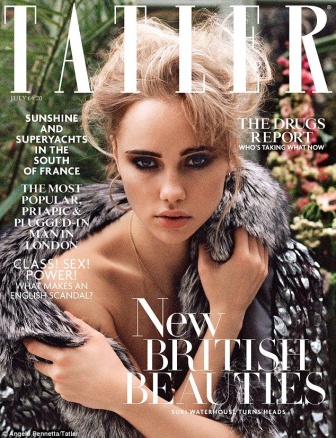 TATLER
JULY £4.20
SUNSHINE
AND
SUPERYACHTS
IN THE
SOUTH
OF FRANCE
THE MOST
POPULAR,
PRIAPIC &
PLUGGED-IN
MAN IN
LONDON
CLASS! SEX!
POWER!
WHAT MAKES AN
ENGLISH SCANDAL?
THE DRUGS
REPORT
WHO'S TAKING WHAT NOW
New
BRITISH
BEAUTIES
SUKI WATERHOUSE TURNS HEADS
© Angelo Pennetta/Tatler